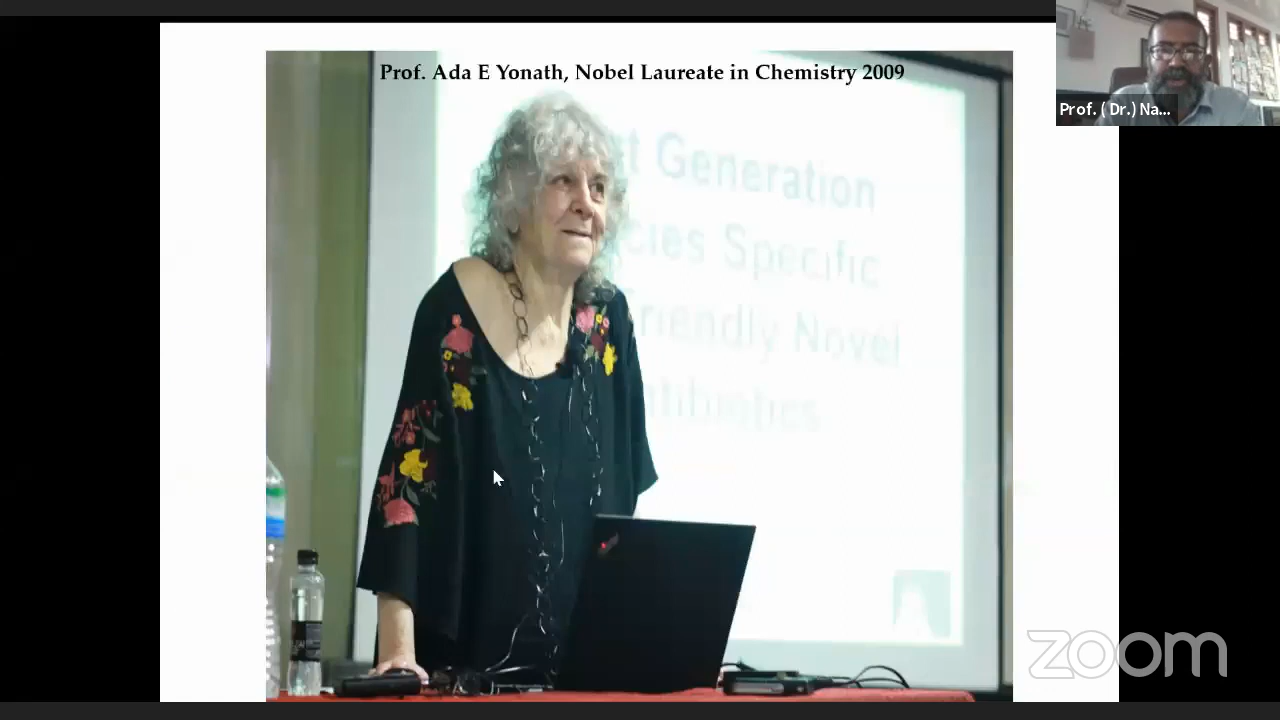 Prof. Ada E Yonath, Nobel Laureate in Chemistry 2009
Prof. ( Dr.) Na...
Generation
Specific
Friendly Novel
zoom